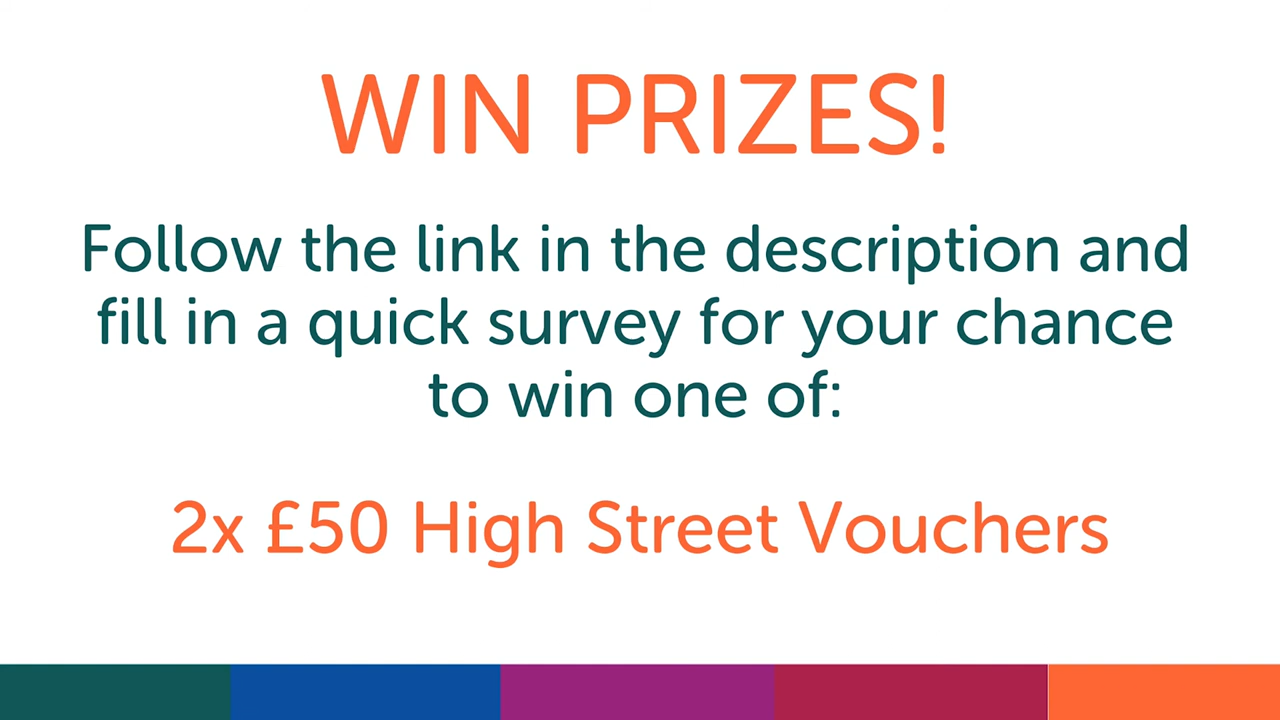 WIN PRIZES!
Follow the link in the description and
fill in a quick survey for your chance
to win one of:
2x £50 High Street Vouchers